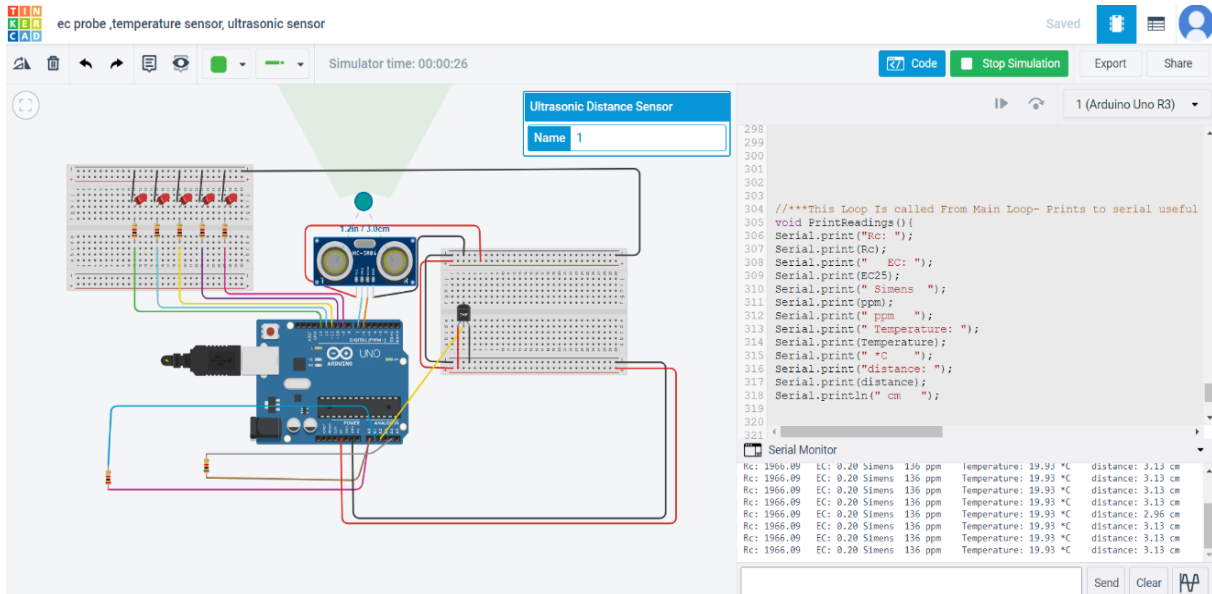 TIN
KER
CAD
ec probe ,temperature sensor, ultrasonic sensor
Saved
Simulator time: 00:00:26
Code
Stop Simulation
Export
Share
Ultrasonic Distance Sensor
Name 1
1 (Arduino Uno R3)
1.2in / 3.0cm
HC-SR04
TMP
DIGITAL (PWM~)
UNO
ARDUINO
POWER
ANALOG IN
298
299
300
301
302
303
304 //***This Loop Is called From Main Loop- Prints to serial useful
305 void PrintReadings(){
306 Serial.print("Rc: ");
307 Serial.print(Rc);
308 Serial.print("   EC: ");
309 Serial.print(EC25);
310 Serial.print(" Simens  ");
311 Serial.print(ppm);
312 Serial.print(" ppm   ");
313 Serial.print(" Temperature: ");
314 Serial.print(Temperature);
315 Serial.print(" *C    ");
316 Serial.print("distance: ");
317 Serial.print(distance);
318 Serial.println(" cm   ");
319
320
321
Serial Monitor
Rc: 1966.09   EC: 0.20 Simens  136 ppm    Temperature: 19.93 *C    distance: 3.13 cm
Rc: 1966.09   EC: 0.20 Simens  136 ppm    Temperature: 19.93 *C    distance: 3.13 cm
Rc: 1966.09   EC: 0.20 Simens  136 ppm    Temperature: 19.93 *C    distance: 3.13 cm
Rc: 1966.09   EC: 0.20 Simens  136 ppm    Temperature: 19.93 *C    distance: 3.13 cm
Rc: 1966.09   EC: 0.20 Simens  136 ppm    Temperature: 19.93 *C    distance: 2.96 cm
Rc: 1966.09   EC: 0.20 Simens  136 ppm    Temperature: 19.93 *C    distance: 3.13 cm
Rc: 1966.09   EC: 0.20 Simens  136 ppm    Temperature: 19.93 *C    distance: 3.13 cm
Rc: 1966.09   EC: 0.20 Simens  136 ppm    Temperature: 19.93 *C    distance: 3.13 cm
Send
Clear